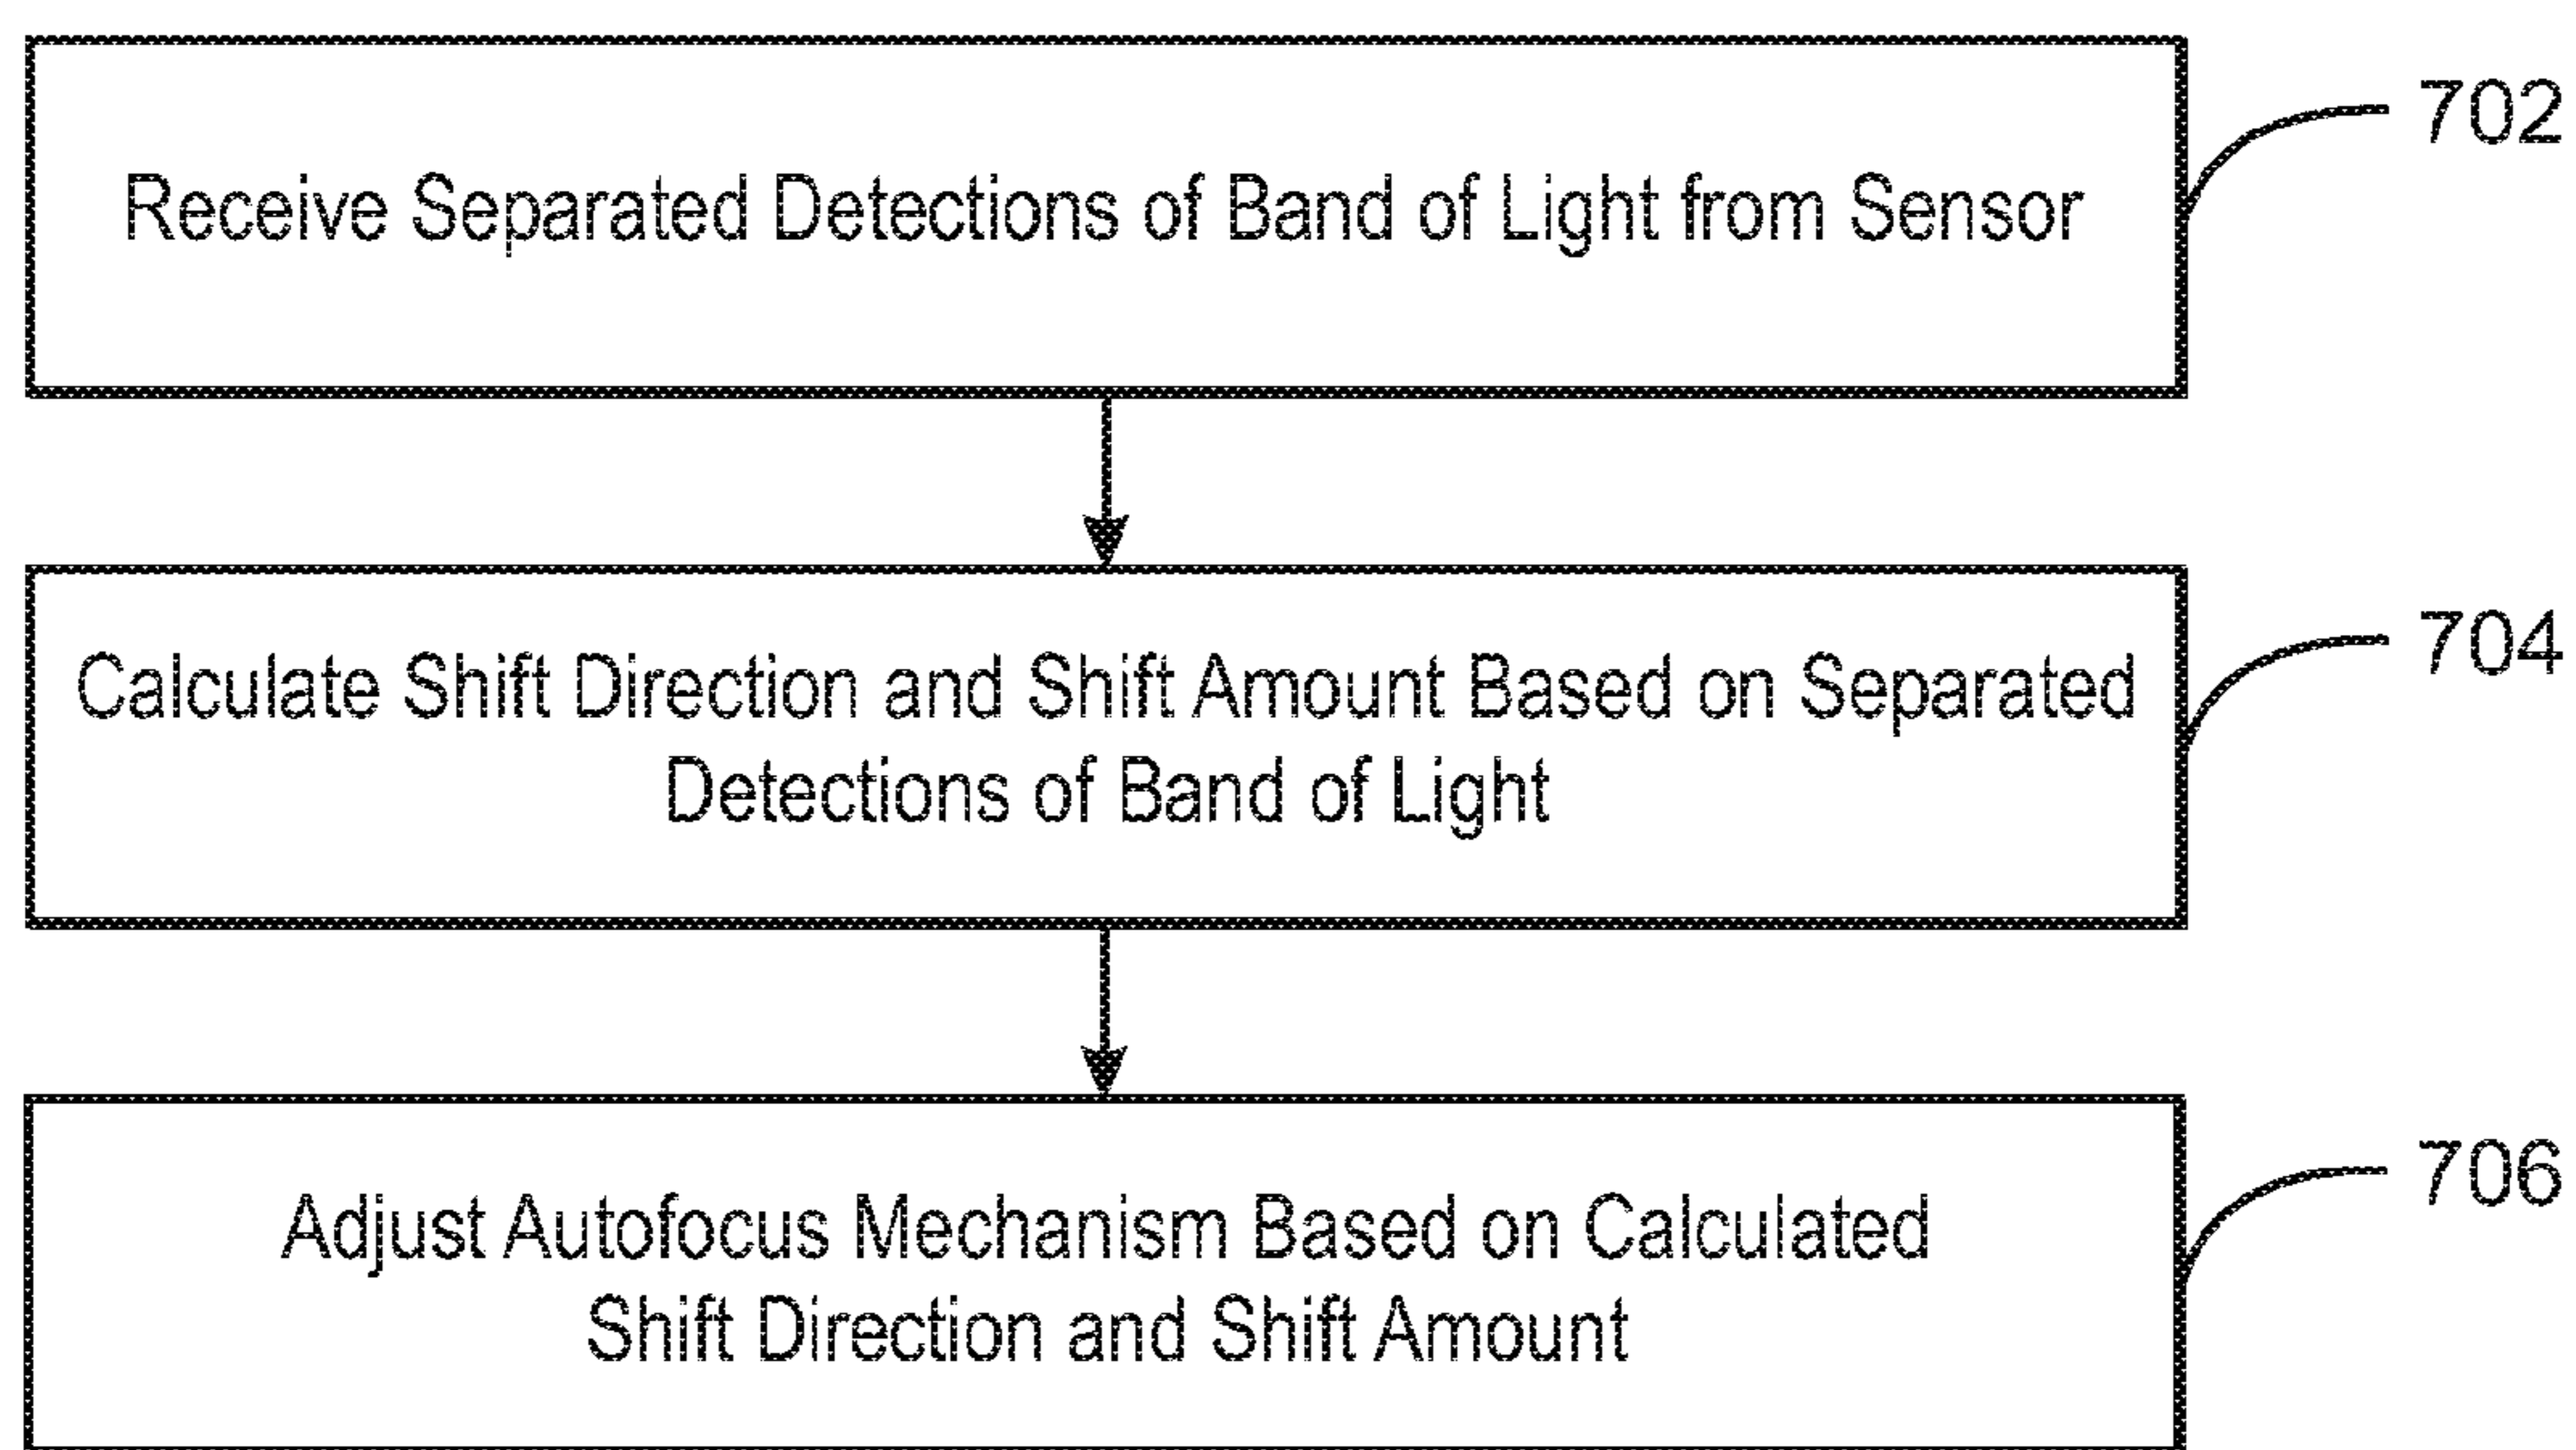 Receive Separated Detections of Band of Light from Sensor
702
Calculate Shift Direction and Shift Amount Based on Separated
Detections of Band of Light
704
Adjust Autofocus Mechanism Based on Calculated
Shift Direction and Shift Amount
706